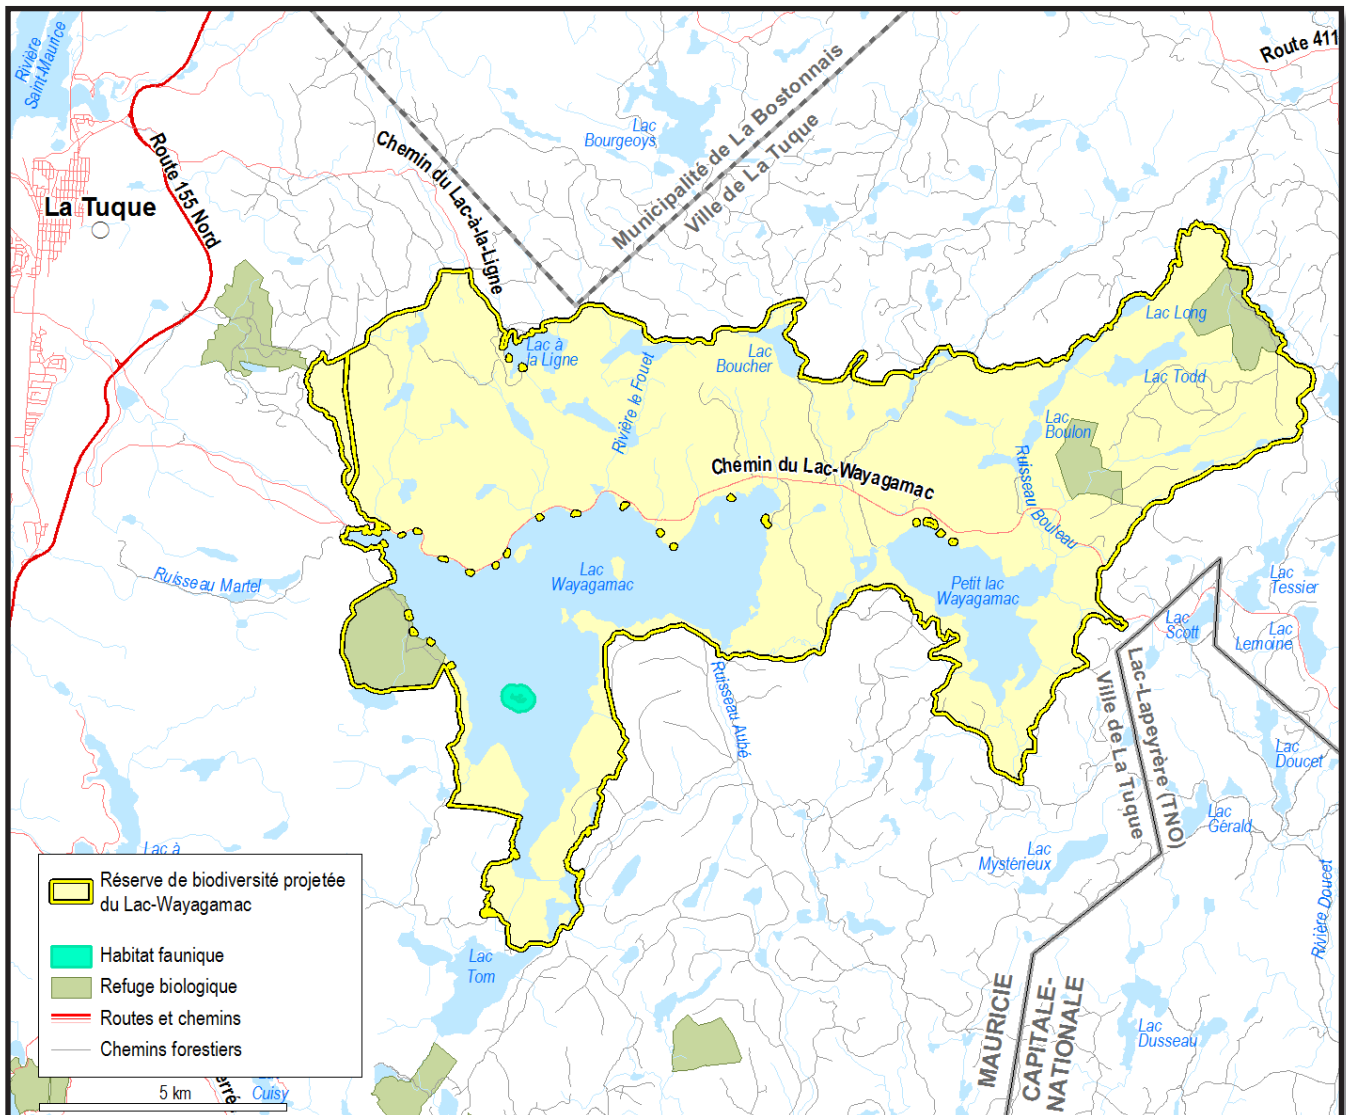 Rivière
Saint-Maurice
Route 411
Lac
Bourgeoys
Municipalité de La Bostonnais
Ville de La Tuque
Chemin du Lac-à-la-Ligne
Route 155 Nord
La Tuque
Lac Long
Lac à
la Ligne
Rivière le Fouet
Lac
Boucher
Lac Todd
Lac
Boulon
Chemin du Lac-Wayagamac
Ruisseau Bouleau
Ruisseau Martel
Lac
Wayagamac
Petit lac
Wayagamac
Lac
Tessier
Lac
Scott
Lac
Lemoine
Ruisseau Aubé
Lac-Lapeyrère (TNO)
Ville de La Tuque
Lac
Doucet
Lac
Gérald
Lac
Mystérieux
Rivière Doucet
Lac à
Réserve de biodiversité projetée
du Lac-Wayagamac
Habitat faunique
Refuge biologique
Routes et chemins
Chemins forestiers
5 km
Lac
Tom
MAURICIE
CAPITALE-
NATIONALE
Lac
Dusseau
Cuisy